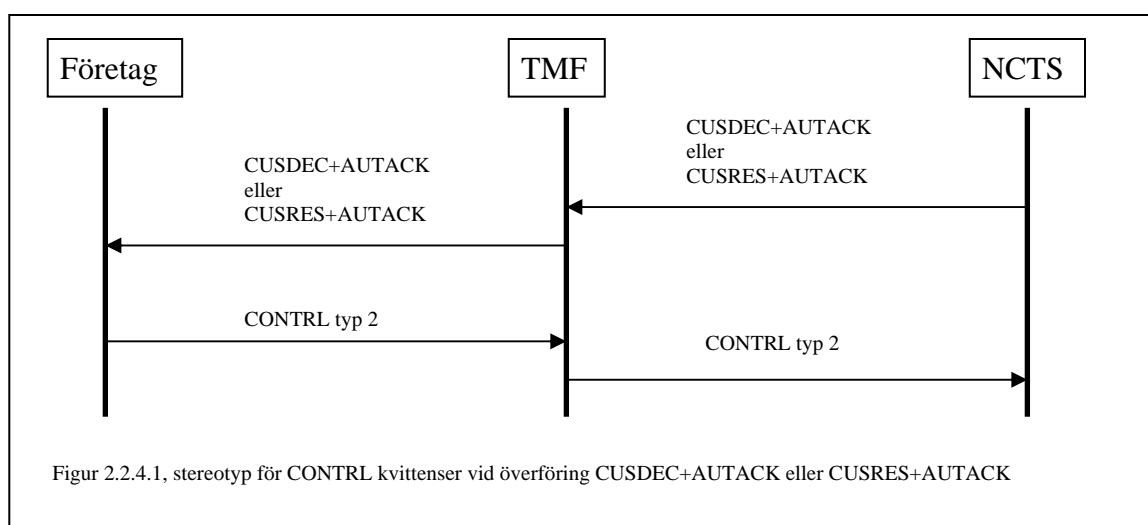 Företag
TMF
NCTS
CUSDEC+AUTACK
eller
CUSRES+AUTACK
CUSDEC+AUTACK
eller
CUSRES+AUTACK
CONTRL typ 2
CONTRL typ 2
Figur 2.2.4.1, stereotyp för CONTRL kvittenser vid överföring CUSDEC+AUTACK eller CUSRES+AUTACK